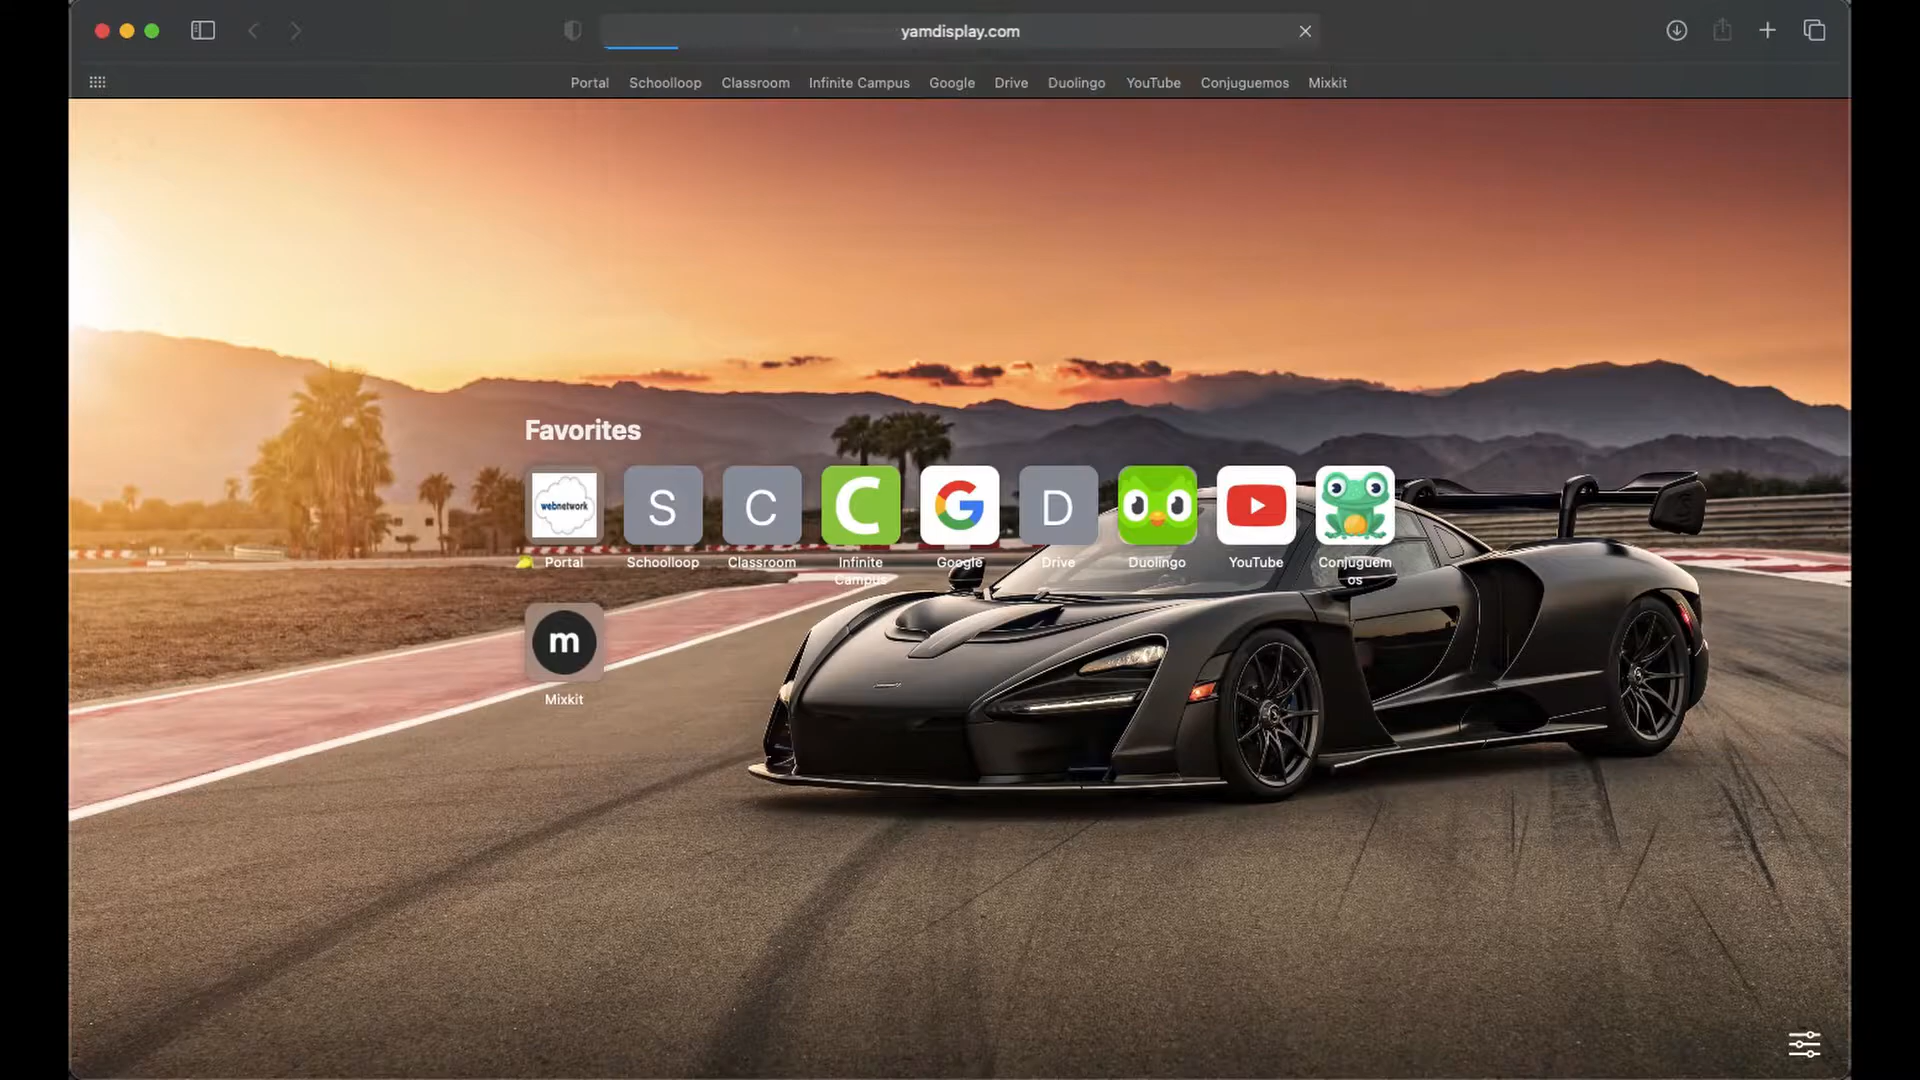 yamdisplay.com
Portal Schoolloop Classroom Infinite Campus Google Drive Duolingo YouTube Conjuguemos Mixkit
Favorites
webnetwork S C C G D m
Portal Schoolloop Classroom Infinite Google Drive Duolingo YouTube Conjuguem
Campus os
Mixkit